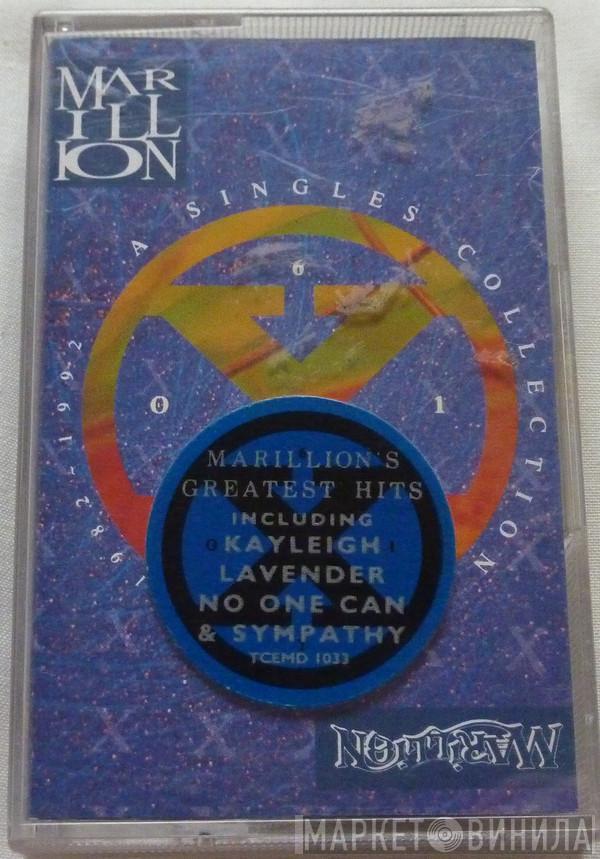 MAR
ILL
ION
A SINGLES COLLECTION
1982-1992
6
0
1
MARILLION'S
GREATEST HITS
INCLUDING
KAYLEIGH
LAVENDER
NO ONE CAN
& SYMPATHY
TCEMD 1033
MARILLION
МАРКЕТ ВИНИЛА